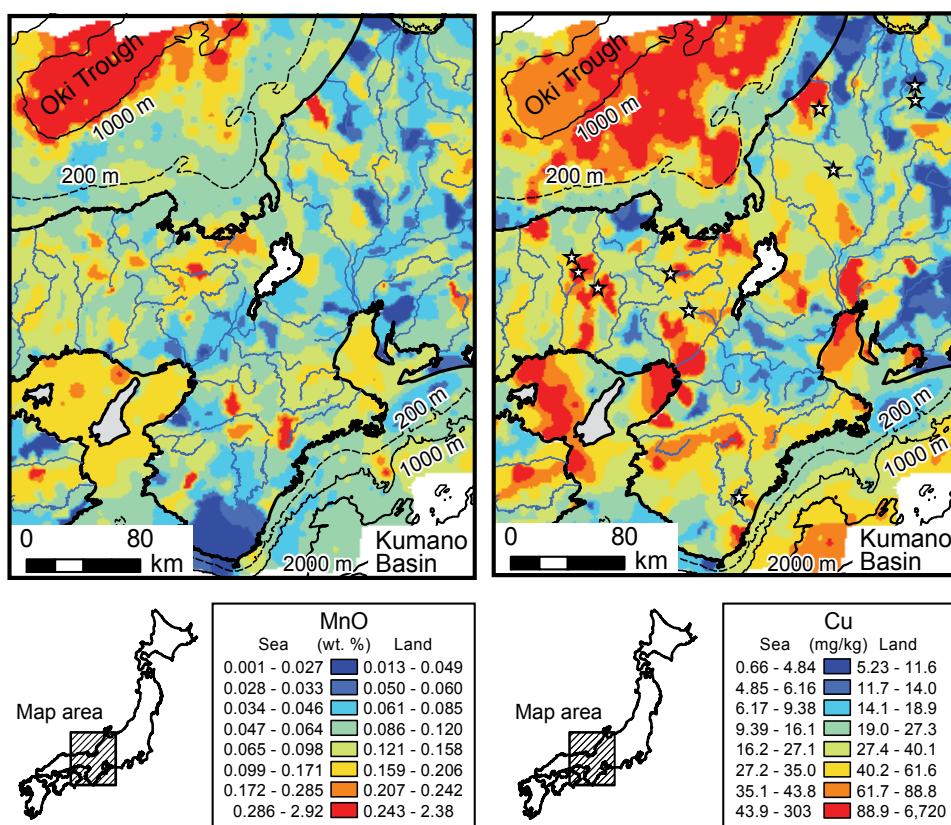 Oki Trough
1000 m
200 m
200 m
1000 m
0 80
km
2000 m
Kumano
Basin
Oki Trough
1000 m
200 m
200 m
1000 m
0 80
km
2000 m
Kumano
Basin
Map area
MnO
Sea (wt. %) Land
0.001 - 0.027 0.013 - 0.049
0.028 - 0.033 0.050 - 0.060
0.034 - 0.046 0.061 - 0.085
0.047 - 0.064 0.086 - 0.120
0.065 - 0.098 0.121 - 0.158
0.099 - 0.171 0.159 - 0.206
0.172 - 0.285 0.207 - 0.242
0.286 - 2.92 0.243 - 2.38
Map area
Cu
Sea (mg/kg) Land
0.66 - 4.84 5.23 - 11.6
4.85 - 6.16 11.7 - 14.0
6.17 - 9.38 14.1 - 18.9
9.39 - 16.1 19.0 - 27.3
16.2 - 27.1 27.4 - 40.1
27.2 - 35.0 40.2 - 61.6
35.1 - 43.8 61.7 - 88.8
43.9 - 303 88.9 - 6,720